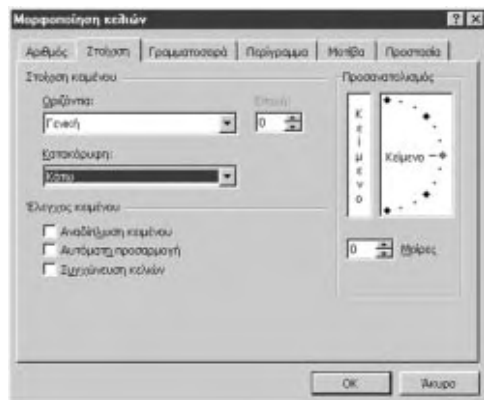 Μορφοποίηση κελιών
Αριθμός Στοίχιση Γραμματοσειρά Περίγραμμα Μοτίβα Προστασία
Στοίχιση κειμένου
Οριζόντια:
Εσοχή:
Γενική
0
Κατακόρυφη:
Κάτω
Έλεγχος κειμένου
Αναδίπλωση κειμένου
Αυτόματη προσαρμογή
Συγχώνευση κελιών
Προσανατολισμός
Κείμενο
Κείμενο
0 Μοίρες
OK Άκυρο